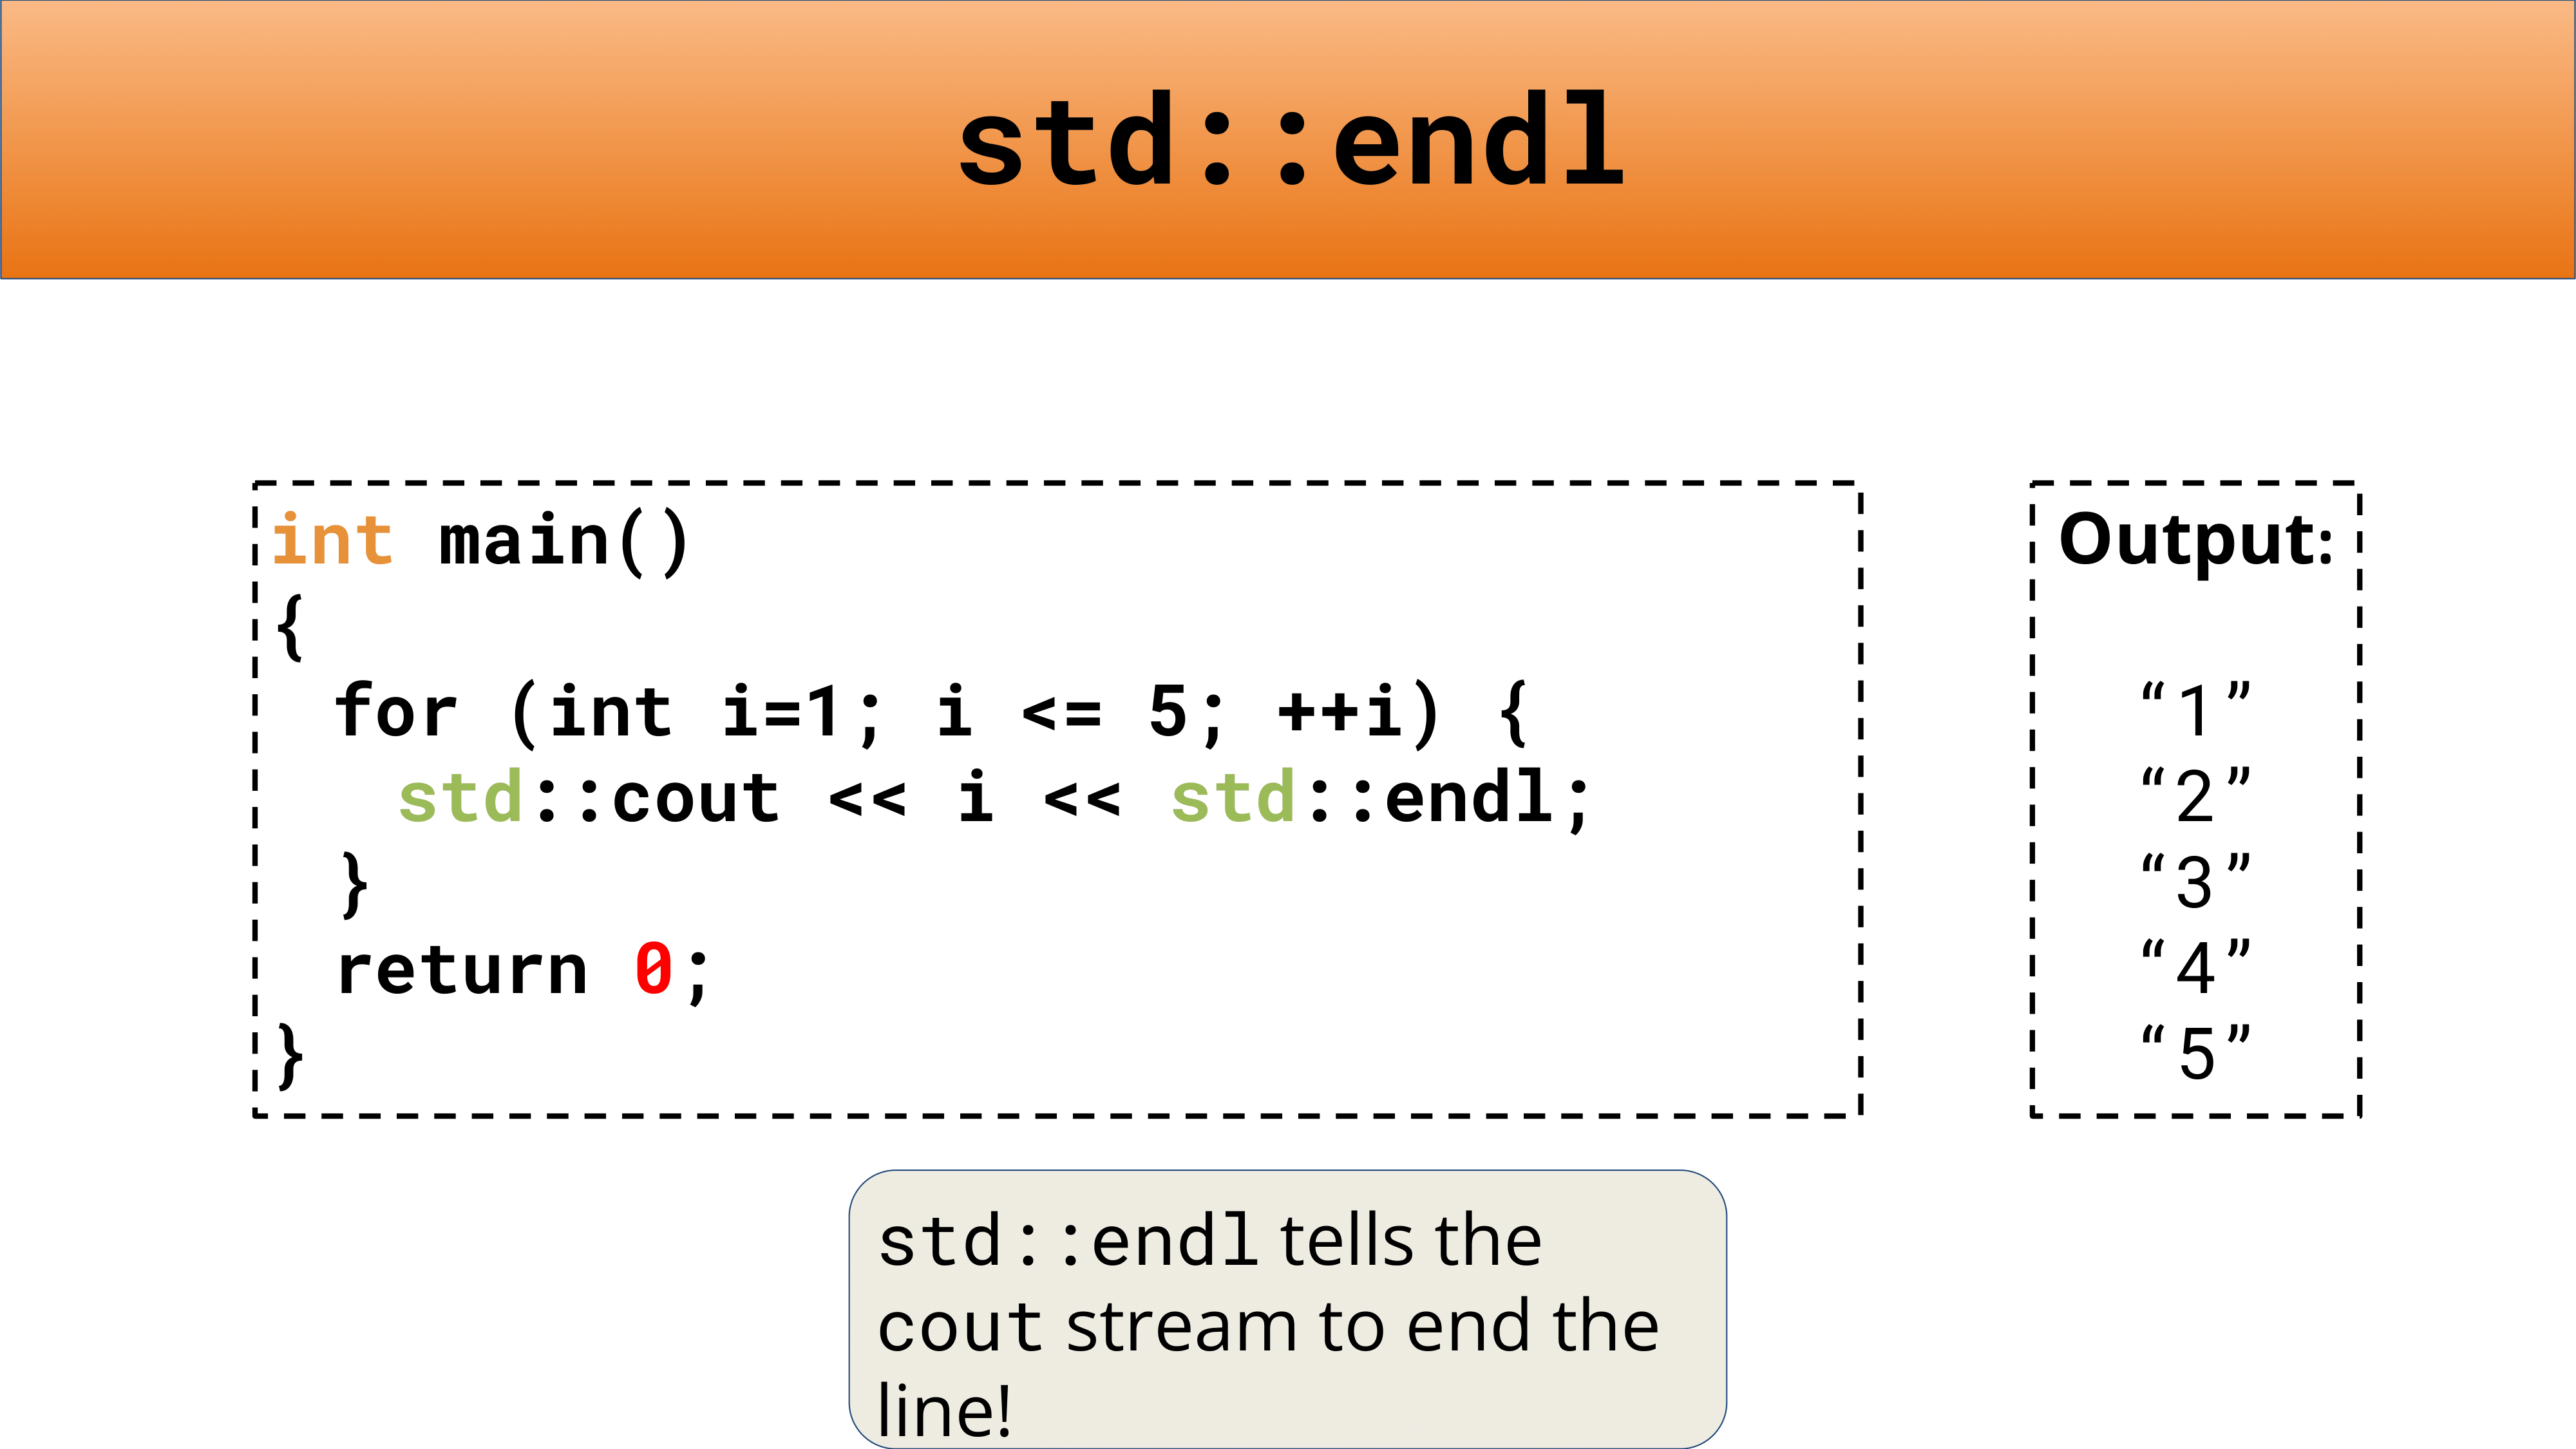 std::endl
int main()
{
  for (int i=1; i <= 5; ++i) {
    std::cout << i << std::endl;
  }
  return 0;
}
Output:
“1”
“2”
“3”
“4”
“5”
std::endl tells the
cout stream to end the
line!